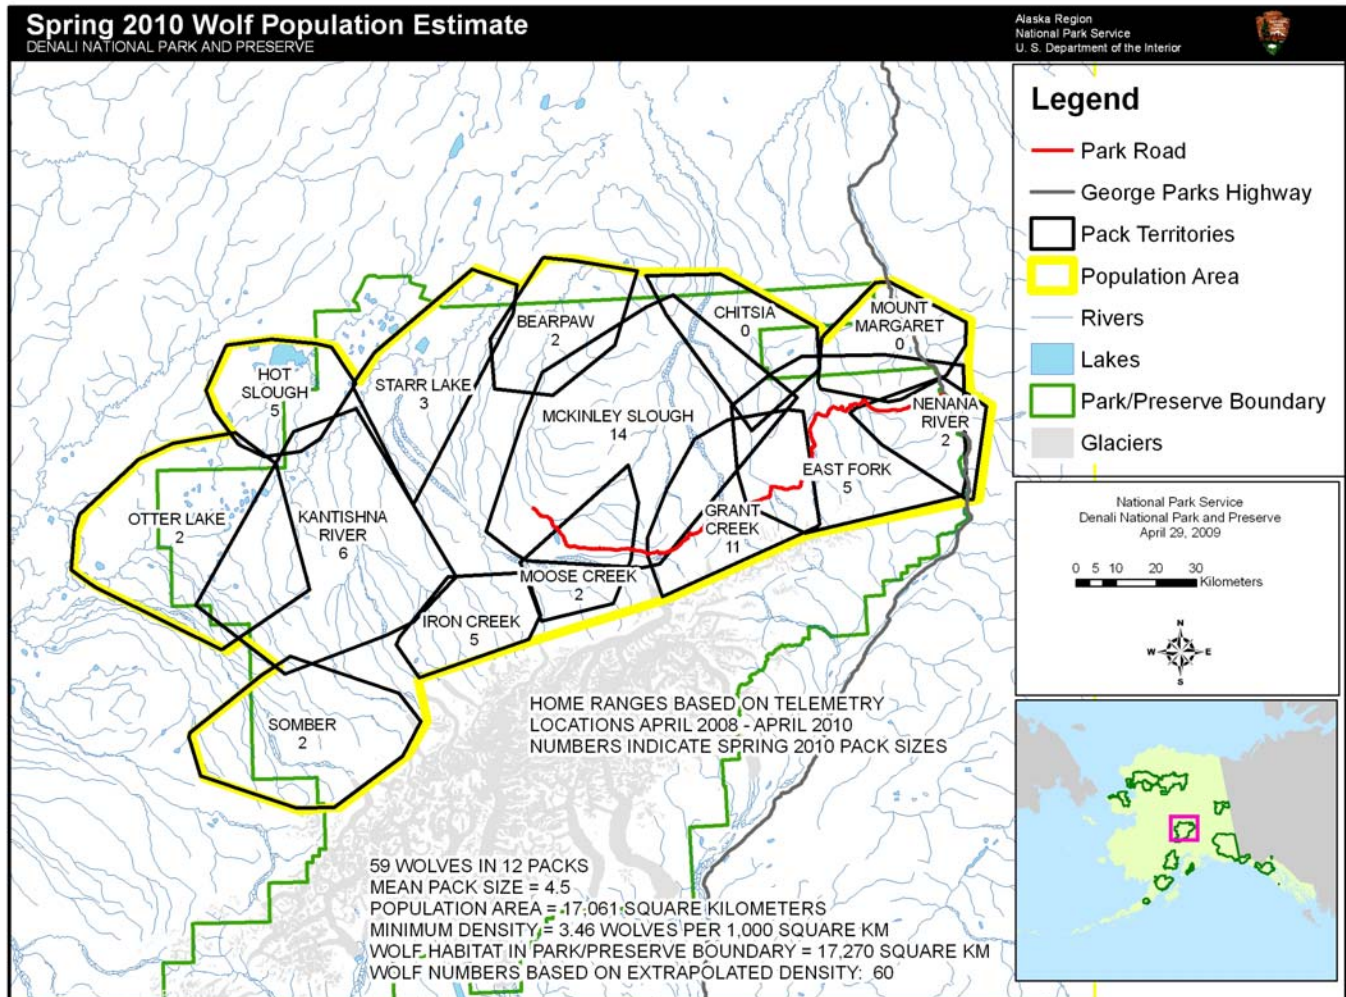 Spring 2010 Wolf Population Estimate
DENALI NATIONAL PARK AND PRESERVE
Alaska Region
National Park Service
U. S. Department of the Interior
Legend
Park Road
George Parks Highway
Pack Territories
Population Area
Rivers
Lakes
Park/Preserve Boundary
Glaciers
National Park Service
Denali National Park and Preserve
April 29, 2009
0 5 10 20 30
Kilometers
N
W E
S
BEARPAW
2
CHITSIA
0
MOUNT
MARGARET
0
HOT
SLOUGH
5
STARR LAKE
3
MCKINLEY SLOUGH
14
NENANA
RIVER
2
EAST FORK
5
OTTER LAKE
2
KANTISHNA
RIVER
6
GRANT
CREEK
11
MOOSE CREEK
2
IRON CREEK
5
SOMBER
2
HOME RANGES BASED ON TELEMETRY
LOCATIONS APRIL 2008 - APRIL 2010
NUMBERS INDICATE SPRING 2010 PACK SIZES
59 WOLVES IN 12 PACKS
MEAN PACK SIZE = 4.5
POPULATION AREA = 17,061 SQUARE KILOMETERS
MINIMUM DENSITY = 3.46 WOLVES PER 1,000 SQUARE KM
WOLF HABITAT IN PARK/PRESERVE BOUNDARY = 17,270 SQUARE KM
WOLF NUMBERS BASED ON EXTRAPOLATED DENSITY: 60